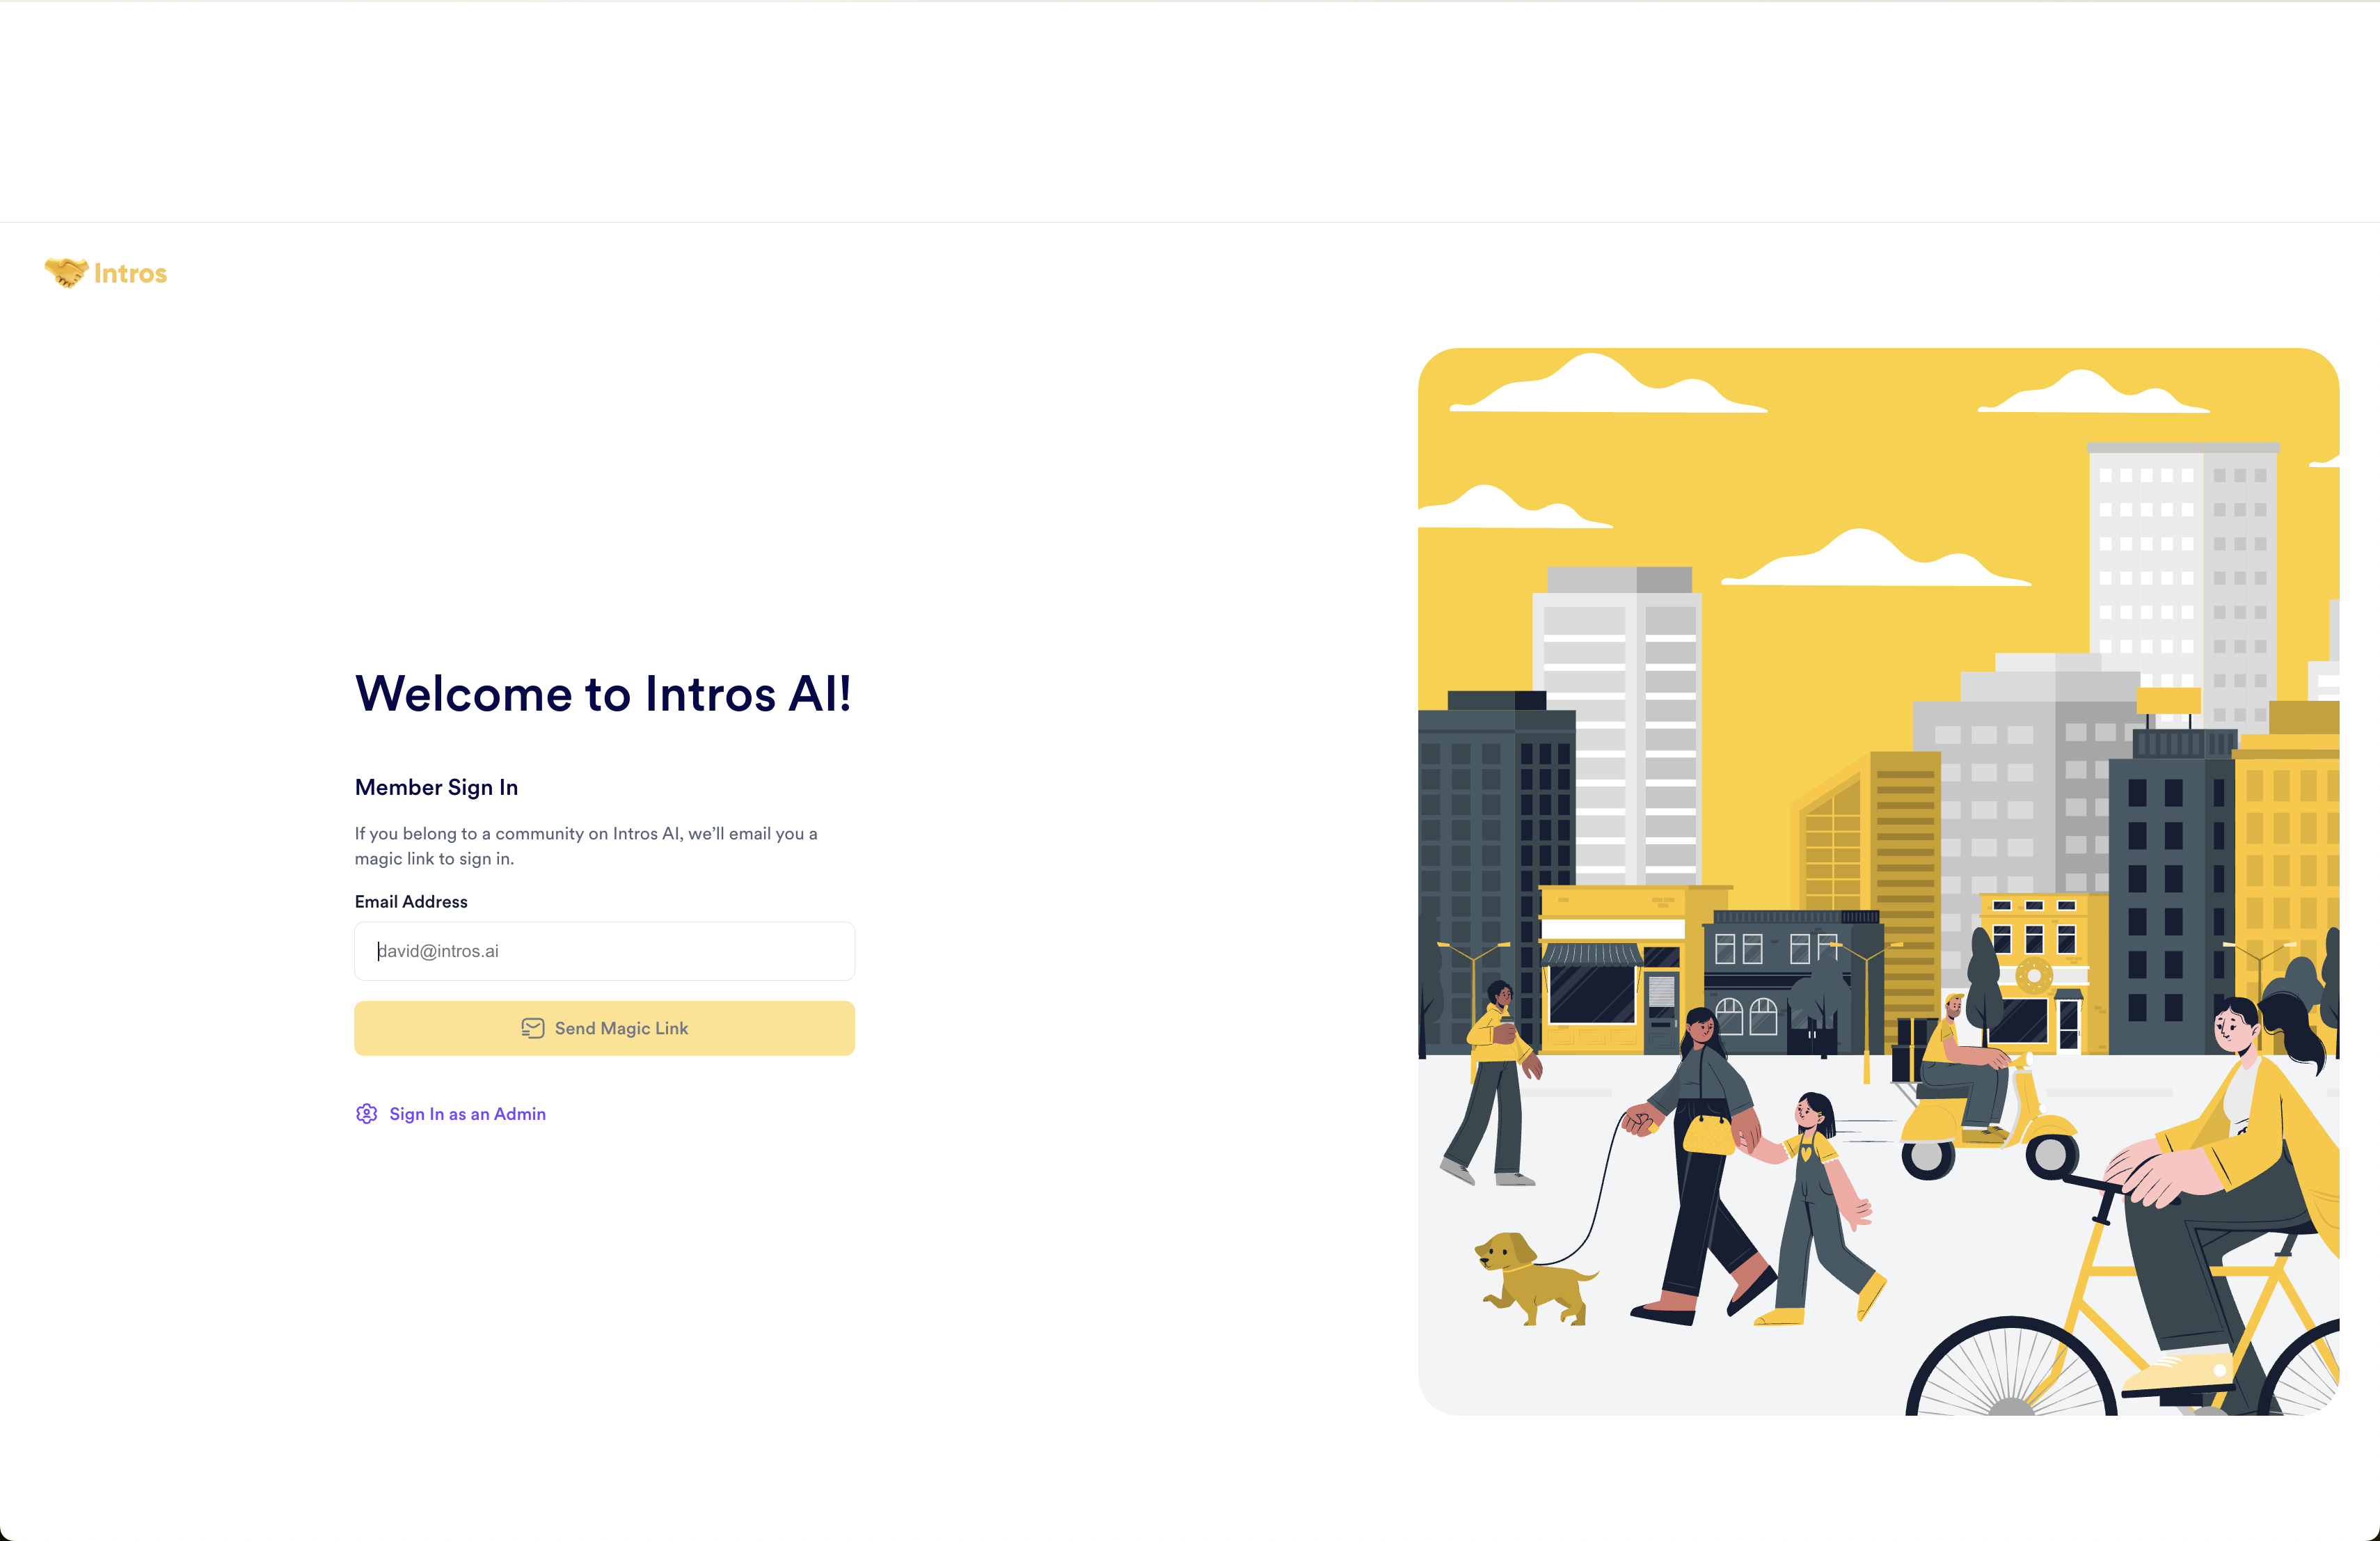 Intros
Welcome to Intros AI!
Member Sign In
If you belong to a community on Intros AI, we’ll email you a
magic link to sign in.
Email Address
david@intros.ai
Send Magic Link
Sign In as an Admin